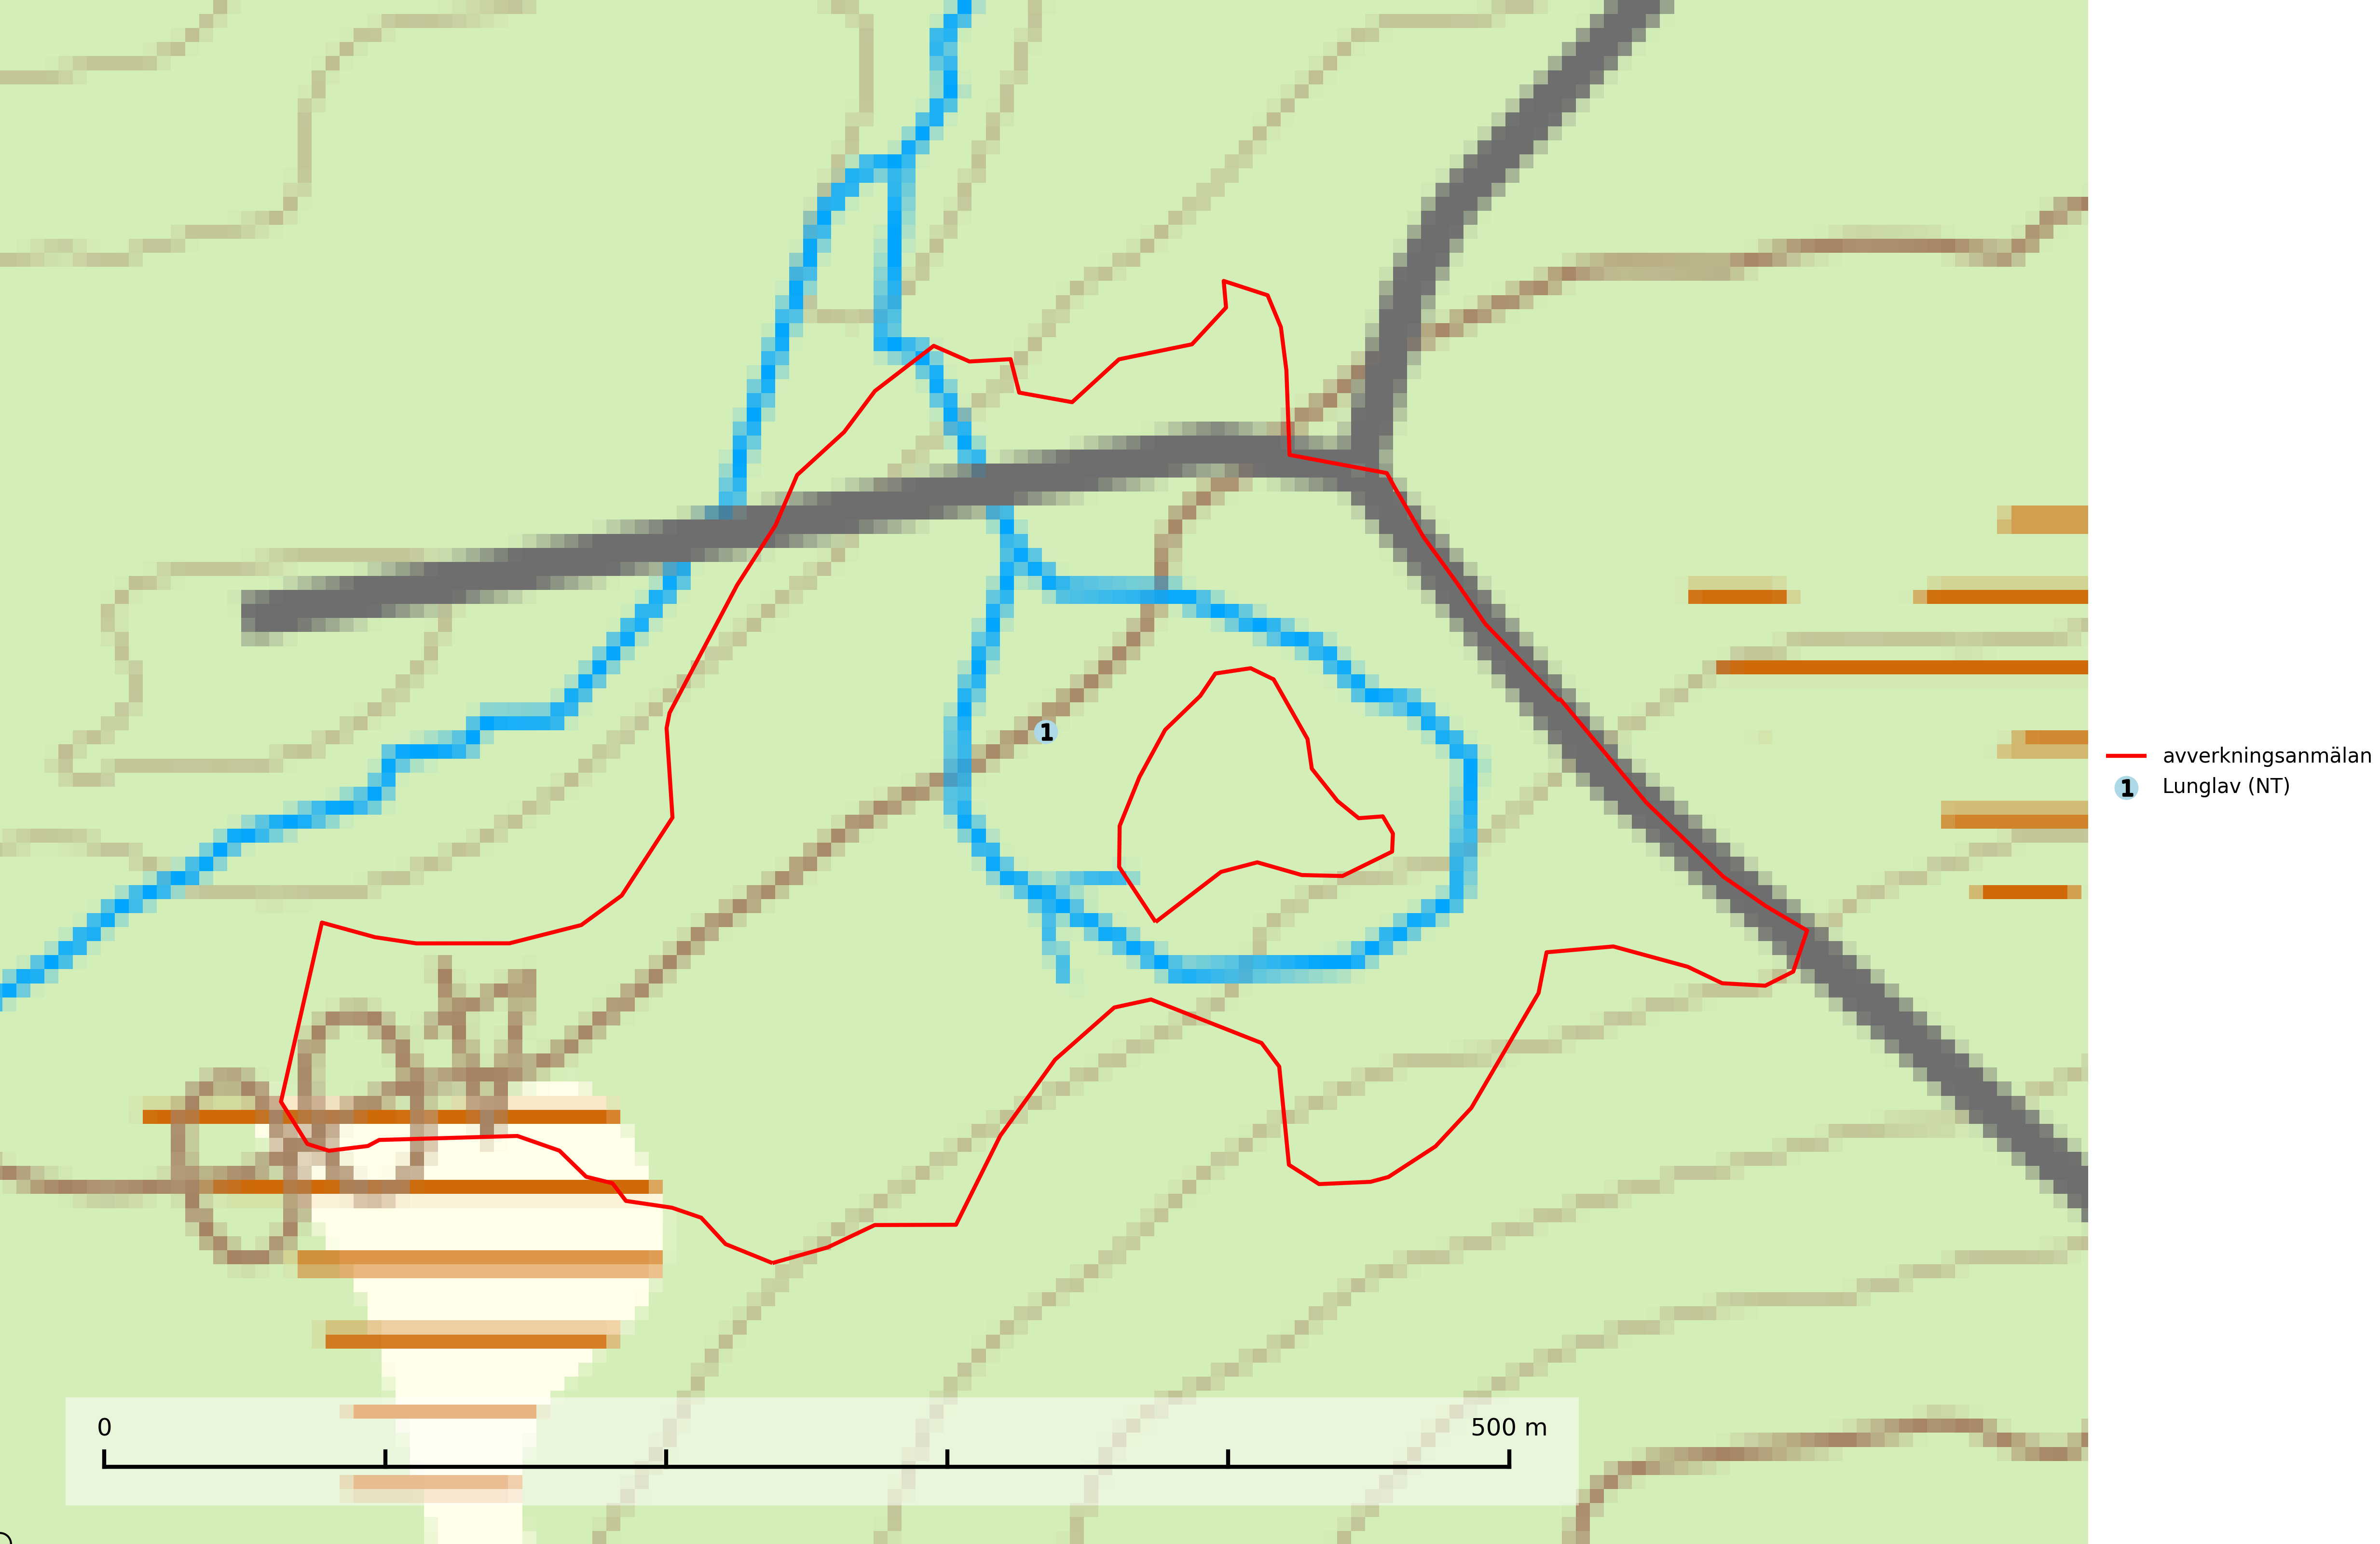 1
avverkningsanmälan
1 Lunglav (NT)
0 500 m